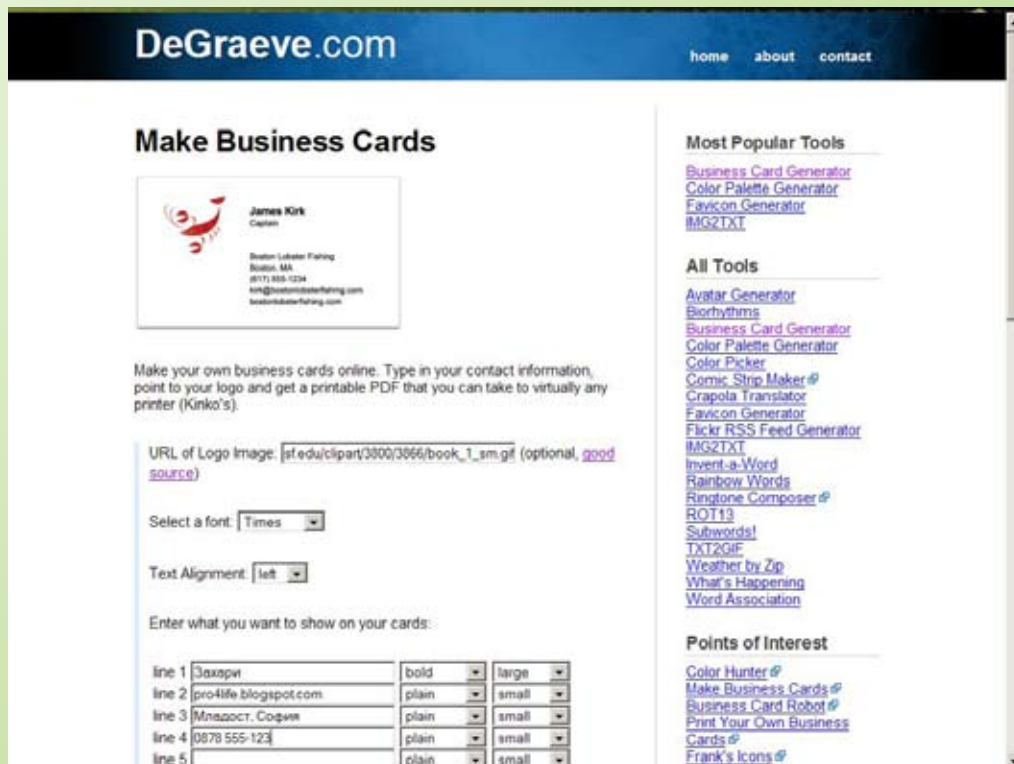 DeGraeve.com
home about contact
Make Business Cards
James Kirk
Captain
Boston Lobster Fishing
Boston, MA
(617) 555-1234
kirk@bostonlobsterfishing.com
bostonlobsterfishing.com
Make your own business cards online. Type in your contact information,
point to your logo and get a printable PDF that you can take to virtually any
printer (Kinko's).
URL of Logo Image: sf.edu/clipart/3800/3866/book_1_sm.gif (optional, good
source)
Select a font: Times
Text Alignment: left
Enter what you want to show on your cards:
line 1 Захари bold large
line 2 pro4life.blogspot.com plain small
line 3 Младост, София plain small
line 4 0878 555-123 plain small
line 5 plain small
Most Popular Tools
Business Card Generator
Color Palette Generator
Favicon Generator
IMG2TXT
All Tools
Avatar Generator
Biorhythms
Business Card Generator
Color Palette Generator
Color Picker
Comic Strip Maker
Crapola Translator
Favicon Generator
Flickr RSS Feed Generator
IMG2TXT
Invent-a-Word
Rainbow Words
Ringtone Composer
ROT13
Subwords!
TXT2GIF
Weather by Zip
What's Happening
Word Association
Points of Interest
Color Hunter
Make Business Cards
Business Card Robot
Print Your Own Business
Cards
Frank's Icons